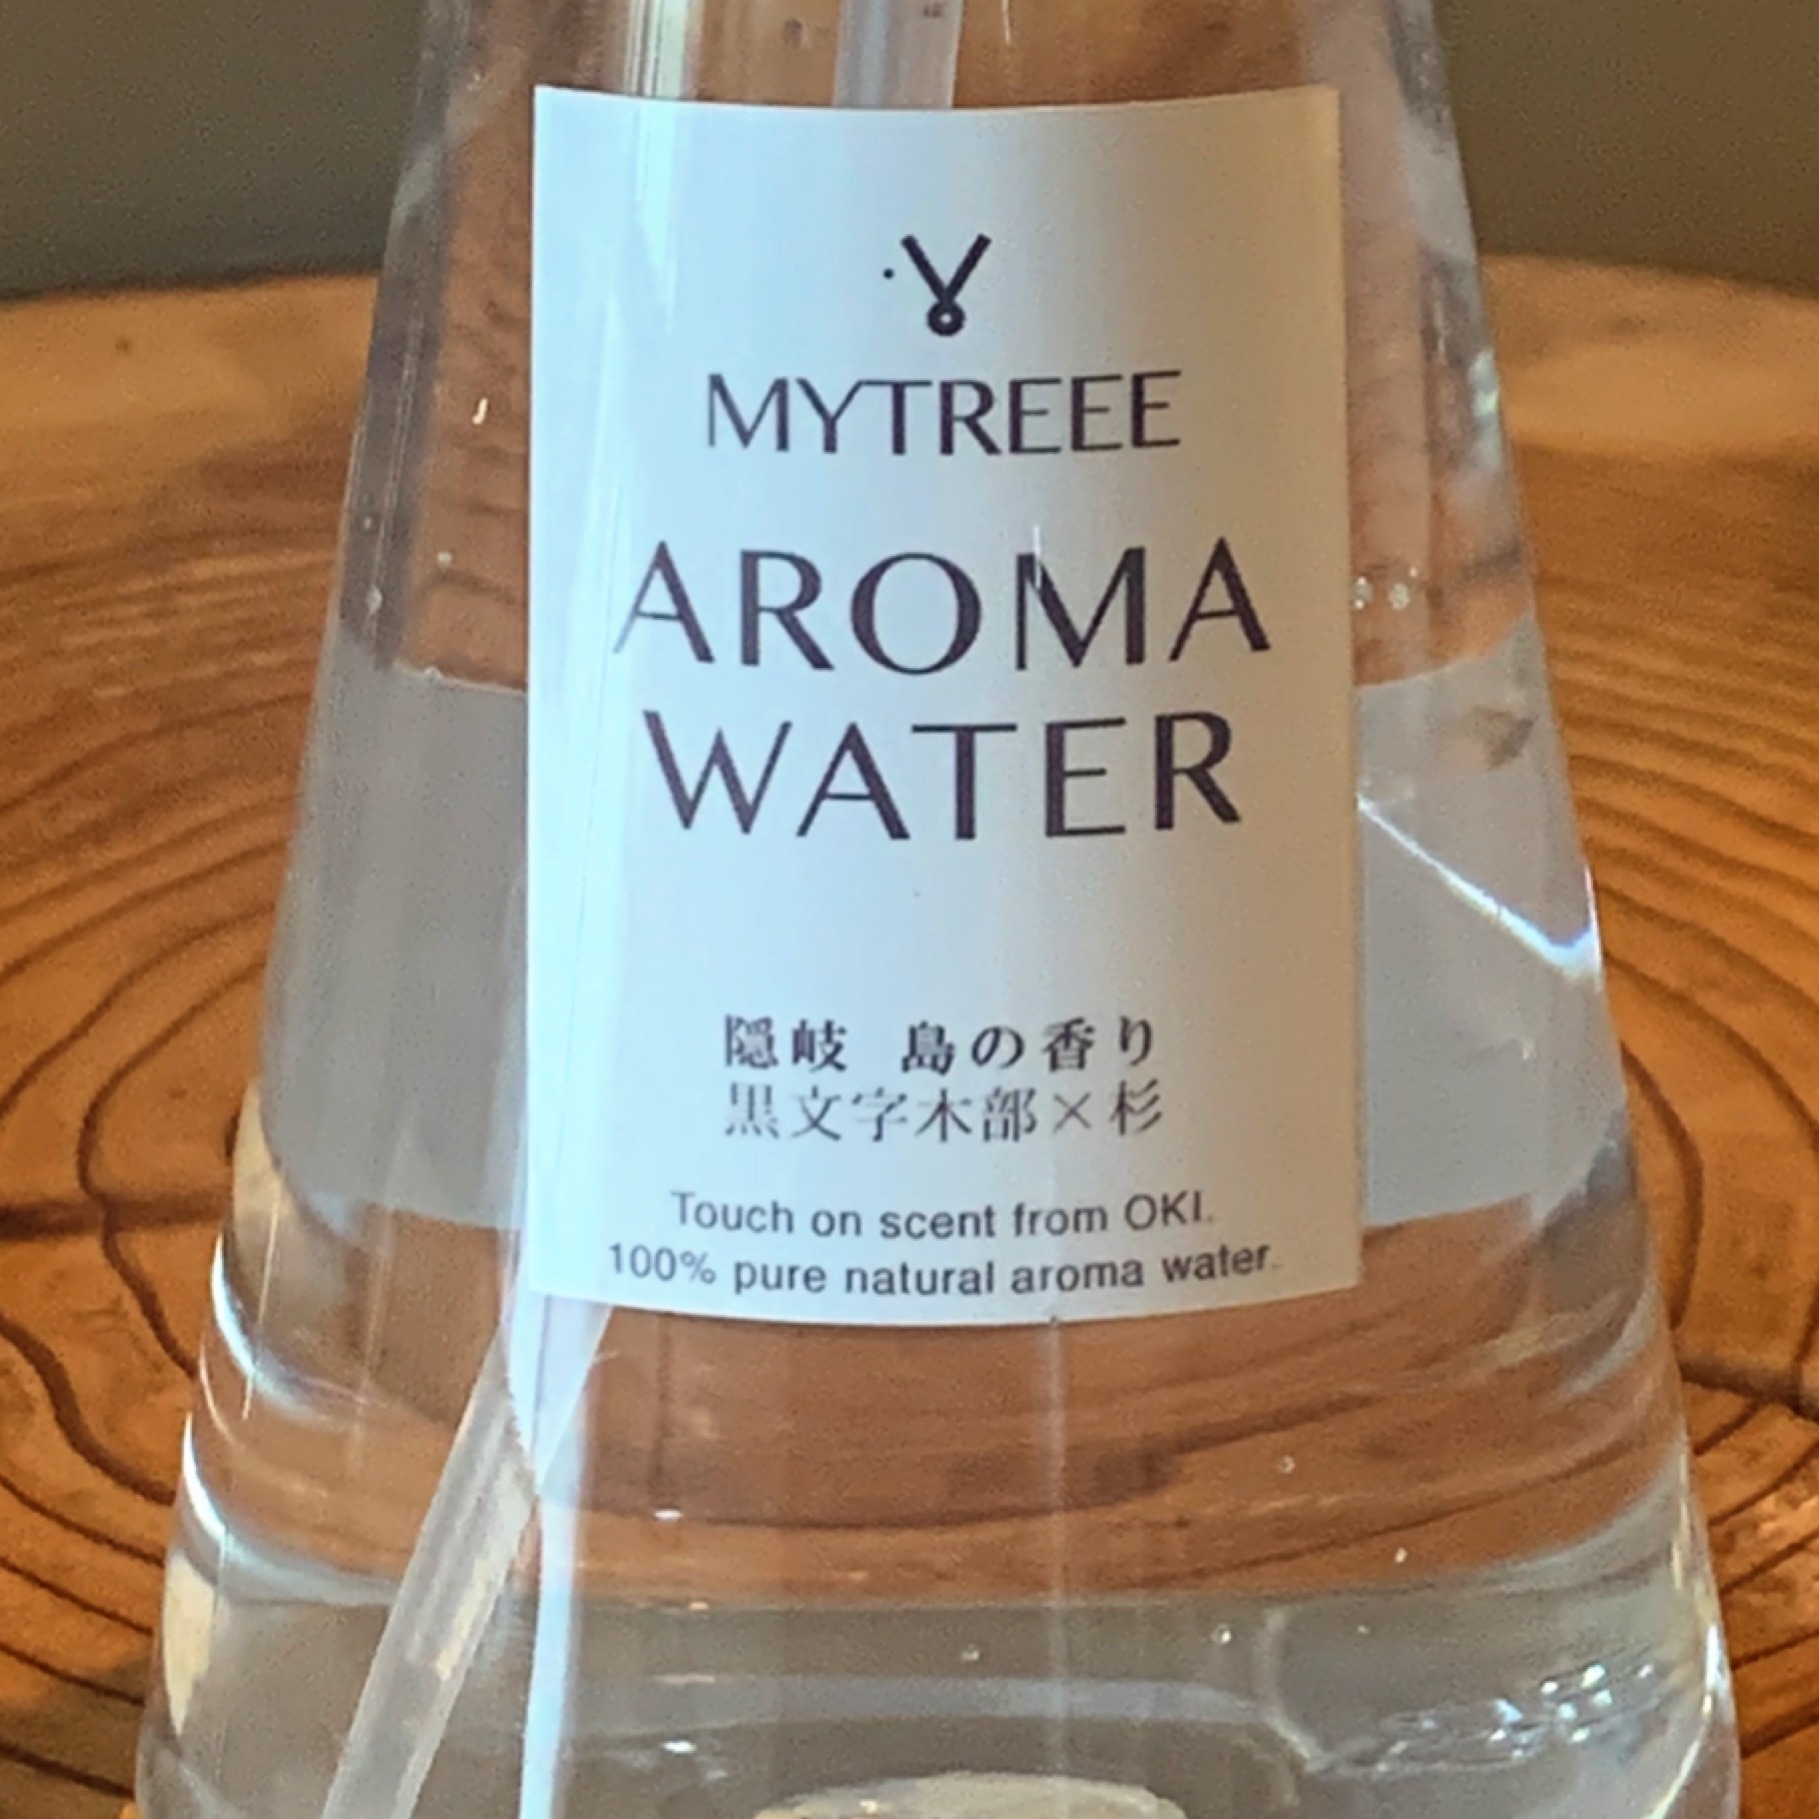 MYTREEE
AROMA
WATER
隠岐 島の香り
黒文字木部×杉
Touch on scent from OKI.
100% pure natural aroma water.